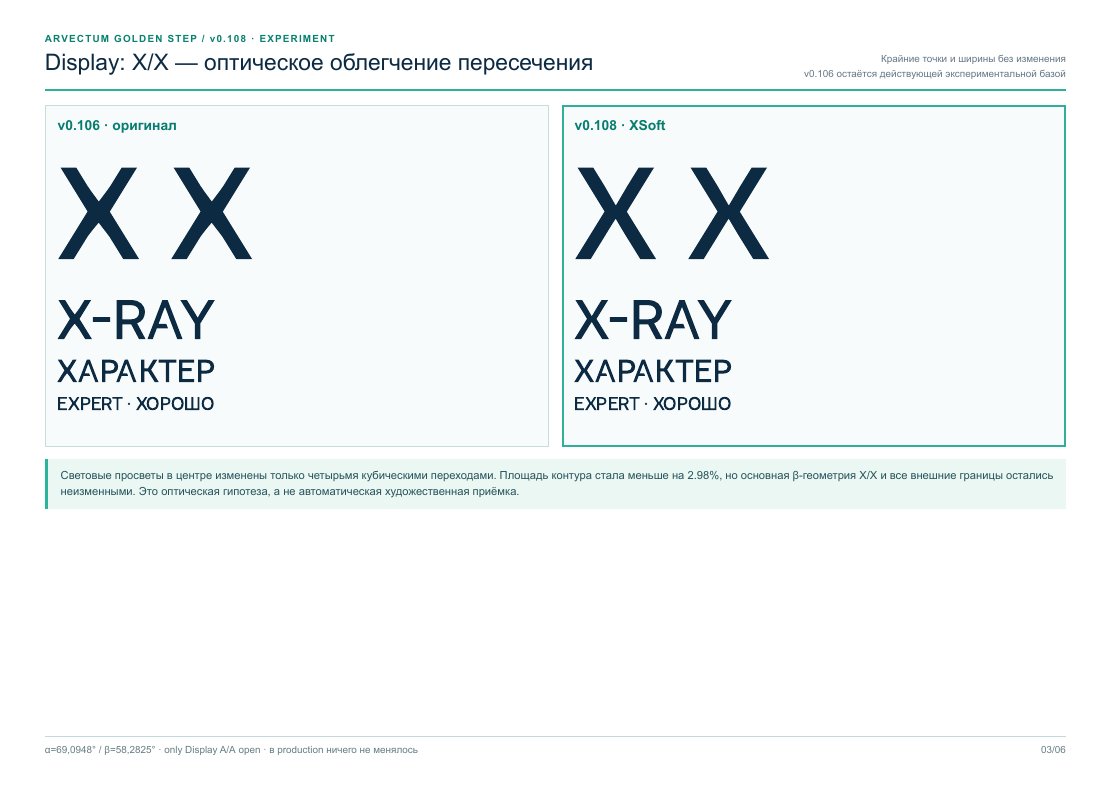 ARVECTUM GOLDEN STEP / v0.108 · EXPERIMENT
Display: X/Х — оптическое облегчение пересечения
Крайние точки и ширины без изменения
v0.106 остаётся действующей экспериментальной базой
v0.106 · оригинал
X Х
X-RAY
ХАРАКТЕР
EXPERT · ХОРОШО
v0.108 · XSoft
X Х
X-RAY
ХАРАКТЕР
EXPERT · ХОРОШО
Световые просветы в центре изменены только четырьмя кубическими переходами. Площадь контура стала меньше на 2.98%, но основная β-геометрия X/Х и все внешние границы остались
неизменными. Это оптическая гипотеза, а не автоматическая художественная приёмка.
α=69,0948° / β=58,2825° · only Display A/A open · в production ничего не менялось
03/06